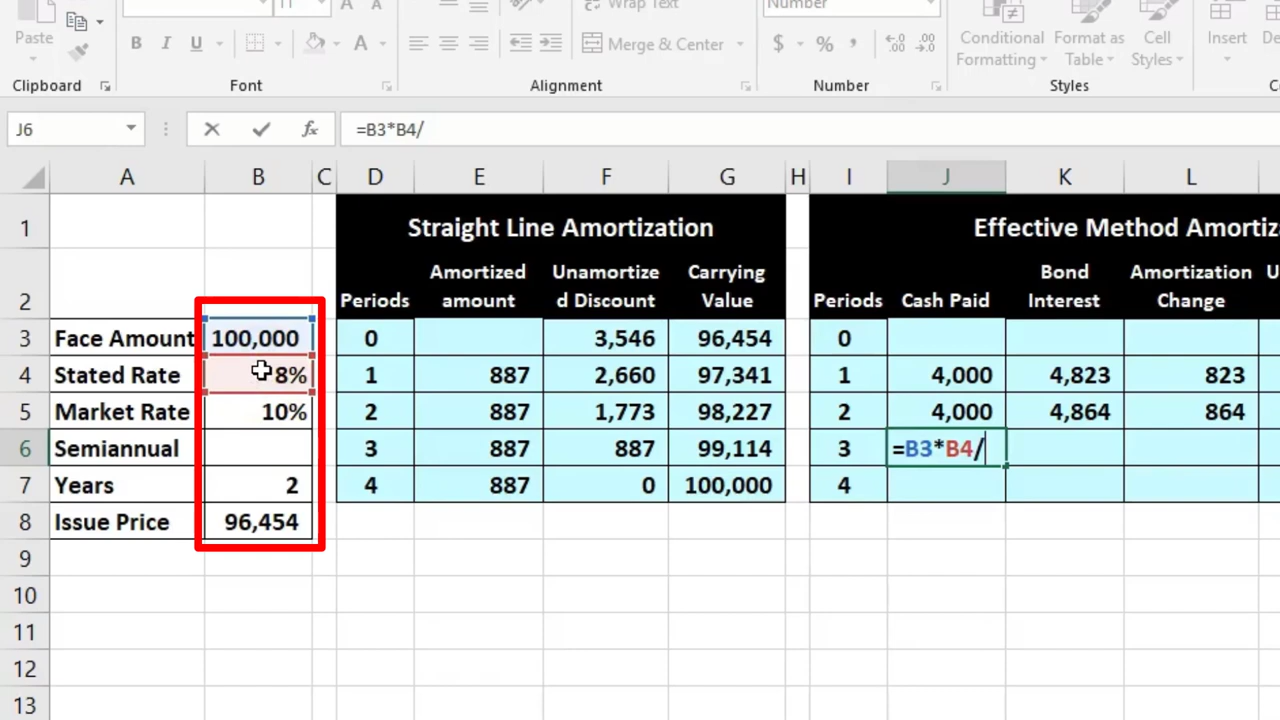 11
A A
Wrap Text
Number
Paste
B I U
A
Merge & Center
$ % ,
Conditional Formatting
Format as Table
Cell Styles
Insert
Clipboard Font Alignment Number Styles
J6 fx =B3*B4/
A B C D E F G H I J K L
1 Straight Line Amortization Effective Method Amortiz
2 Periods Amortized amount Unamortize d Discount Carrying Value Periods Cash Paid Bond Interest Amortization Change U
3 Face Amount 100,000 0 3,546 96,454 0
4 Stated Rate 8% 1 887 2,660 97,341 1 4,000 4,823 823
5 Market Rate 10% 2 887 1,773 98,227 2 4,000 4,864 864
6 Semiannual 3 887 887 99,114 3 =B3*B4/
7 Years 2 4 887 0 100,000 4
8 Issue Price 96,454
9
10
11
12
13